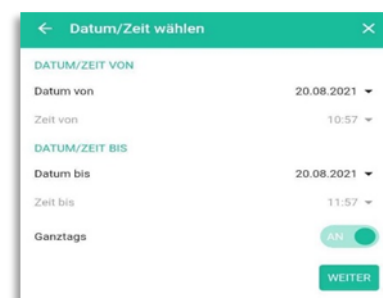 Datum/Zeit wählen
DATUM/ZEIT VON
Datum von 20.08.2021
Zeit von 10:57
DATUM/ZEIT BIS
Datum bis 20.08.2021
Zeit bis 11:57
Ganztags AN
WEITER